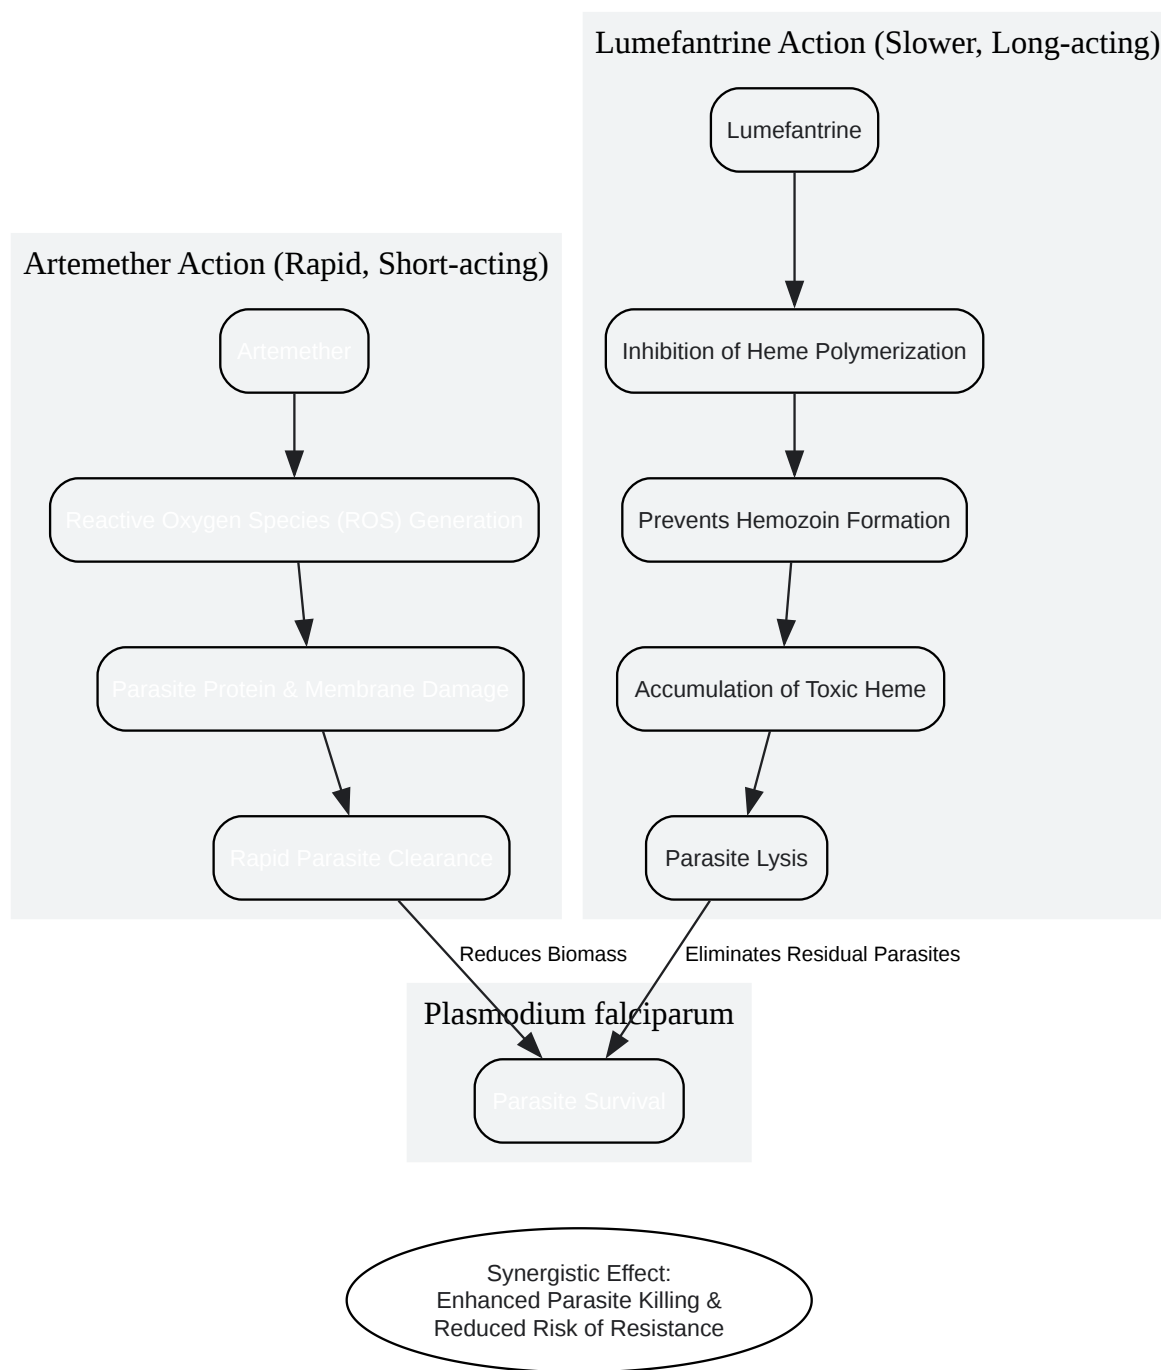 Lumefantrine Action (Slower, Long-acting)
Lumefantrine
Inhibition of Heme Polymerization
Prevents Hemozoin Formation
Accumulation of Toxic Heme
Parasite Lysis
Artemether Action (Rapid, Short-acting)
Artemether
Reactive Oxygen Species (ROS) Generation
Parasite Protein & Membrane Damage
Rapid Parasite Clearance
Reduces Biomass
Eliminates Residual Parasites
Plasmodium falciparum
Parasite Survival
Synergistic Effect:
Enhanced Parasite Killing &
Reduced Risk of Resistance